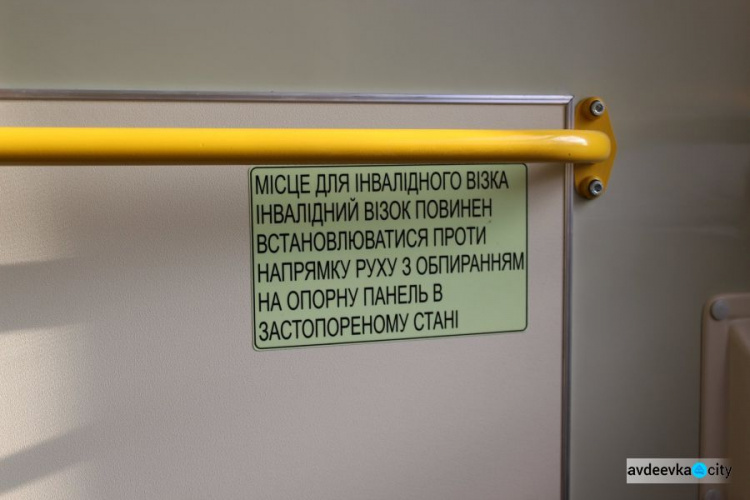 МІСЦЕ ДЛЯ ІНВАЛІДНОГО ВІЗКА
ІНВАЛІДНИЙ ВІЗОК ПОВИНЕН
ВСТАНОВЛЮВАТИСЯ ПРОТИ
НАПРЯМКУ РУХУ З ОБПИРАННЯМ
НА ОПОРНУ ПАНЕЛЬ В
ЗАСТОПОРЕНОМУ СТАНІ
avdeevka city